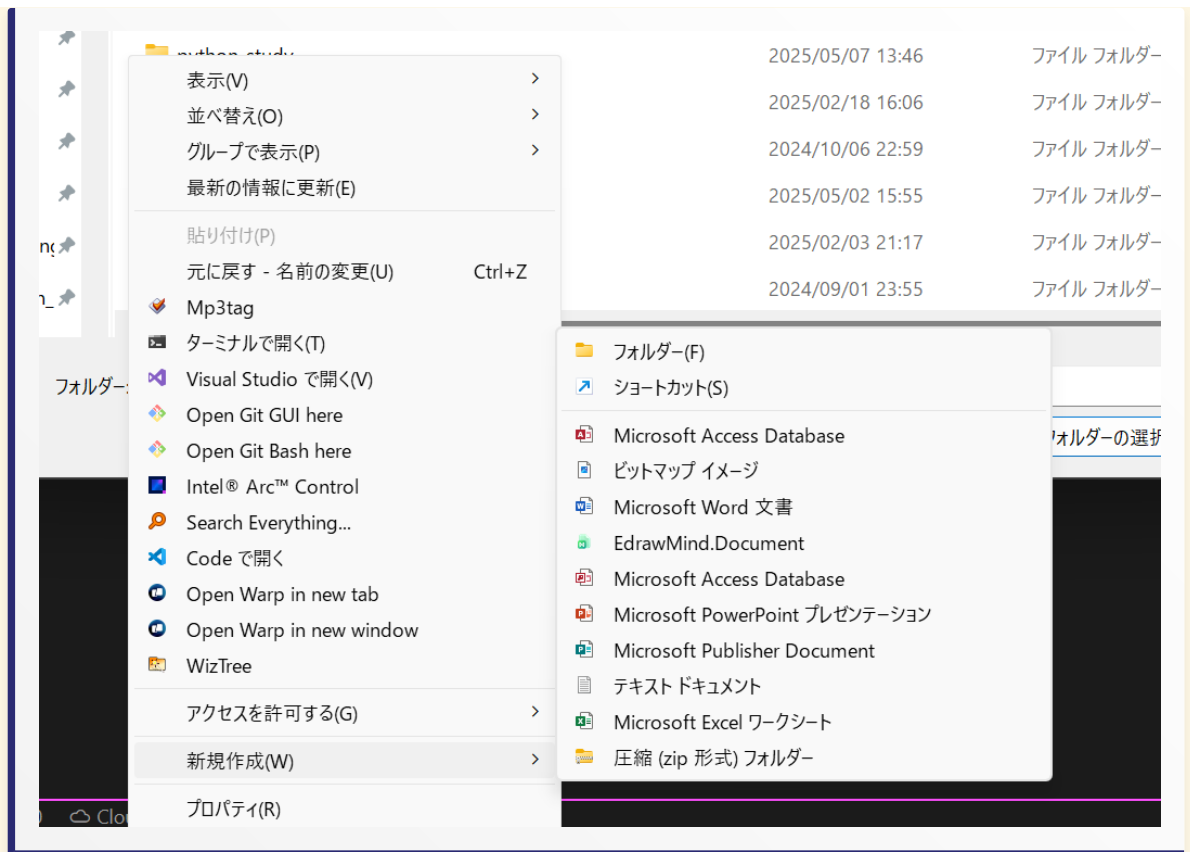 2025/05/07 13:46 ファイル フォルダー
2025/02/18 16:06 ファイル フォルダー
2024/10/06 22:59 ファイル フォルダー
2025/05/02 15:55 ファイル フォルダー
2025/02/03 21:17 ファイル フォルダー
2024/09/01 23:55 ファイル フォルダー
フォルダー:
表示(V)
並べ替え(O)
グループで表示(P)
最新の情報に更新(E)
貼り付け(P)
元に戻す - 名前の変更(U) Ctrl+Z
Mp3tag
ターミナルで開く(T)
Visual Studio で開く(V)
Open Git GUI here
Open Git Bash here
Intel® Arc™ Control
Search Everything...
Code で開く
Open Warp in new tab
Open Warp in new window
WizTree
アクセスを許可する(G)
新規作成(W)
プロパティ(R)
フォルダー(F)
ショートカット(S)
Microsoft Access Database
ビットマップ イメージ
Microsoft Word 文書
EdrawMind.Document
Microsoft Access Database
Microsoft PowerPoint プレゼンテーション
Microsoft Publisher Document
テキスト ドキュメント
Microsoft Excel ワークシート
圧縮 (zip 形式) フォルダー
フォルダーの選択